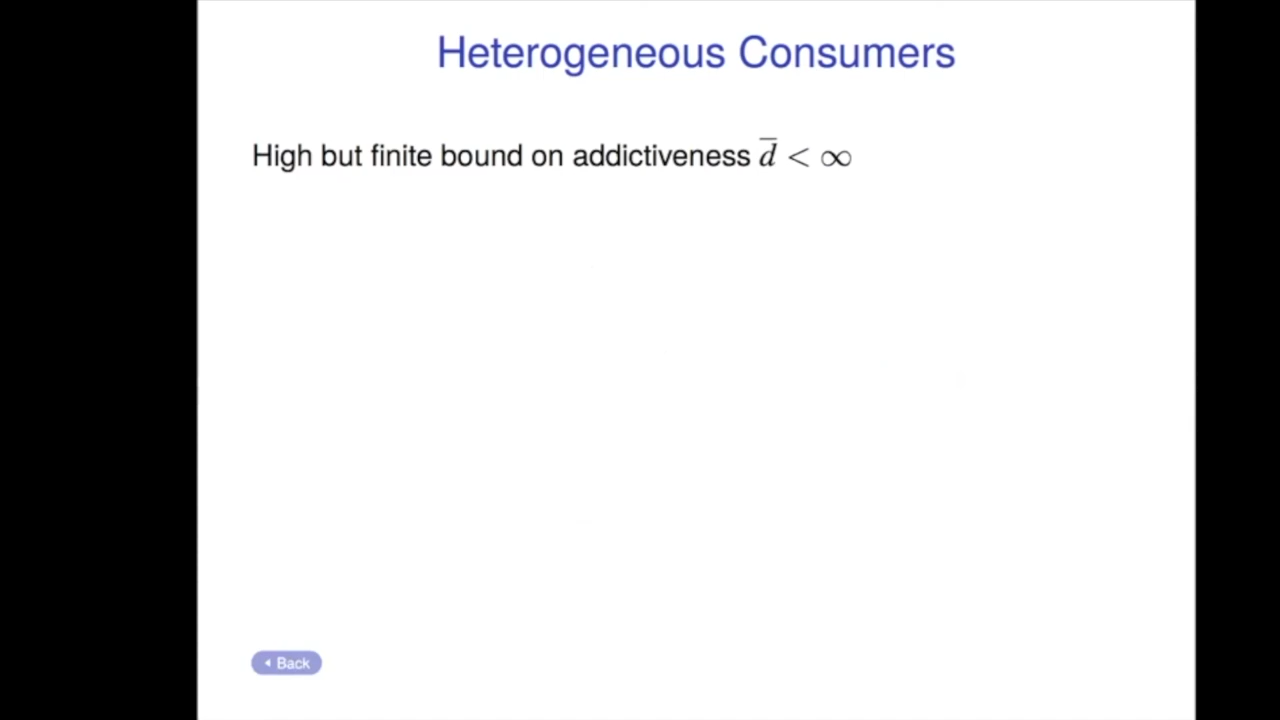 Heterogeneous Consumers
High but finite bound on addictiveness d̅ < ∞
Back